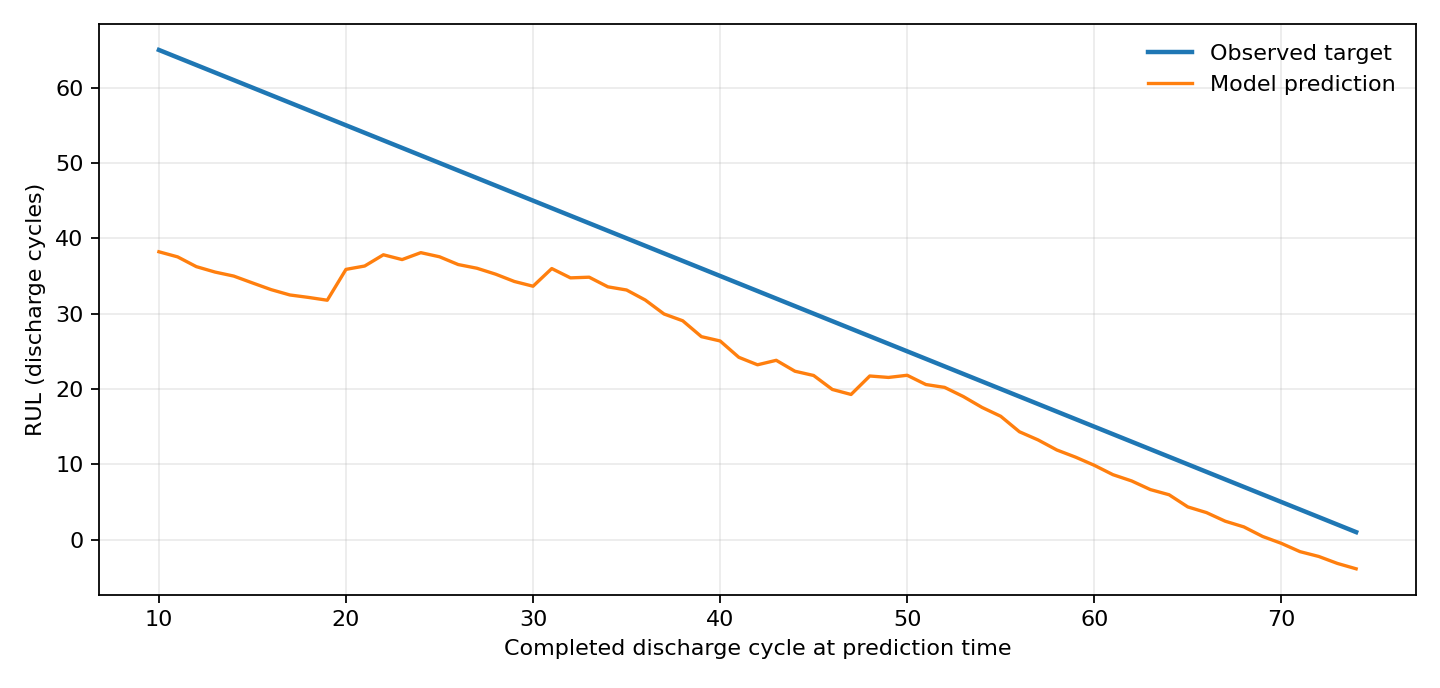 Observed target
Model prediction
RUL (discharge cycles)
60
50
40
30
20
10
0
10 20 30 40 50 60 70
Completed discharge cycle at prediction time